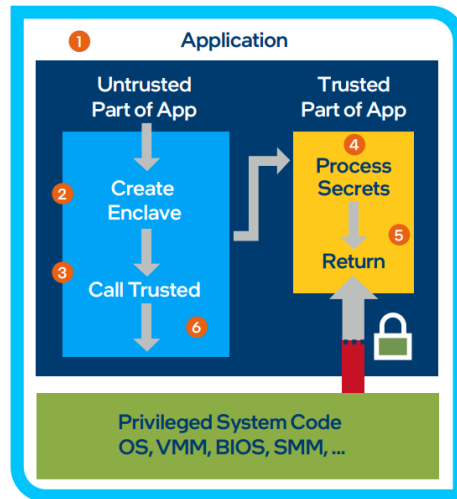 1
Application
Untrusted
Part of App
Trusted
Part of App
2
Create
Enclave
3
Call Trusted
6
4
Process
Secrets
5
Return
Privileged System Code
OS, VMM, BIOS, SMM, ...